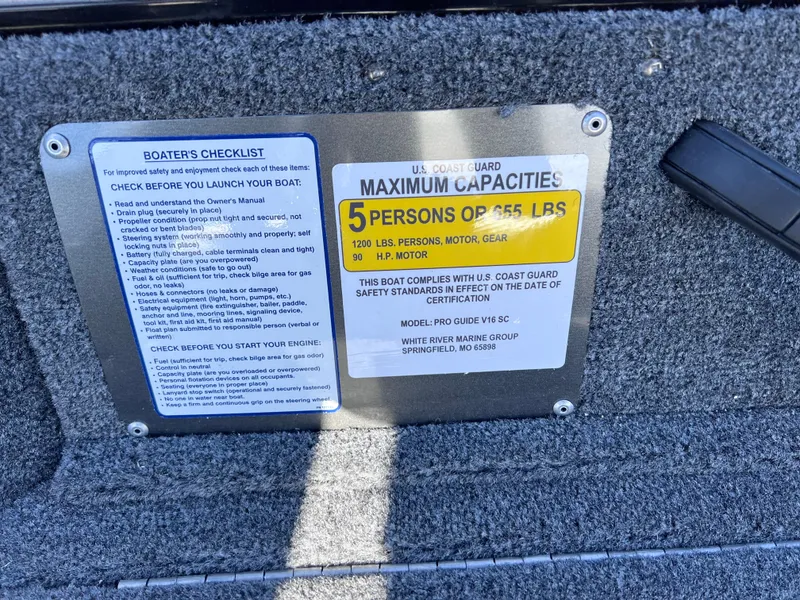 BOATER'S CHECKLIST
For improved safety and enjoyment check each of these items:
CHECK BEFORE YOU LAUNCH YOUR BOAT:
• Read and understand the Owner's Manual
• Drain plug (securely in place)
• Propeller condition (prop nut tight and secured, not
cracked or bent blades)
• Steering system (working smoothly and properly; self
locking nuts in place)
• Battery (fully charged, cable terminals clean and tight)
• Capacity plate (are you overpowered)
• Weather conditions (safe to go out)
• Fuel & oil (sufficient for trip, check bilge area for gas
odor, no leaks)
• Hoses & connectors (no leaks or damage)
• Electrical equipment (light, horn, pumps, etc.)
• Safety equipment (fire extinguisher, bailer, paddle,
anchor and line, mooring lines, signaling device,
tool kit, first aid kit, first aid manual)
• Float plan submitted to responsible person (verbal or
written)
CHECK BEFORE YOU START YOUR ENGINE:
• Fuel (sufficient for trip, check bilge area for gas odor)
• Control in neutral
• Capacity plate (are you overloaded or overpowered)
• Personal flotation devices on all occupants.
• Seating (everyone in proper place)
• Lanyard stop switch (operational and securely fastened)
• No one in water near boat.
• Keep a firm and continuous grip on the steering wheel
U.S. COAST GUARD
MAXIMUM CAPACITIES
5 PERSONS OR 655 LBS
1200 LBS. PERSONS, MOTOR, GEAR
90 H.P. MOTOR
THIS BOAT COMPLIES WITH U.S. COAST GUARD
SAFETY STANDARDS IN EFFECT ON THE DATE OF
CERTIFICATION
MODEL: PRO GUIDE V16 SC
WHITE RIVER MARINE GROUP
SPRINGFIELD, MO 65898